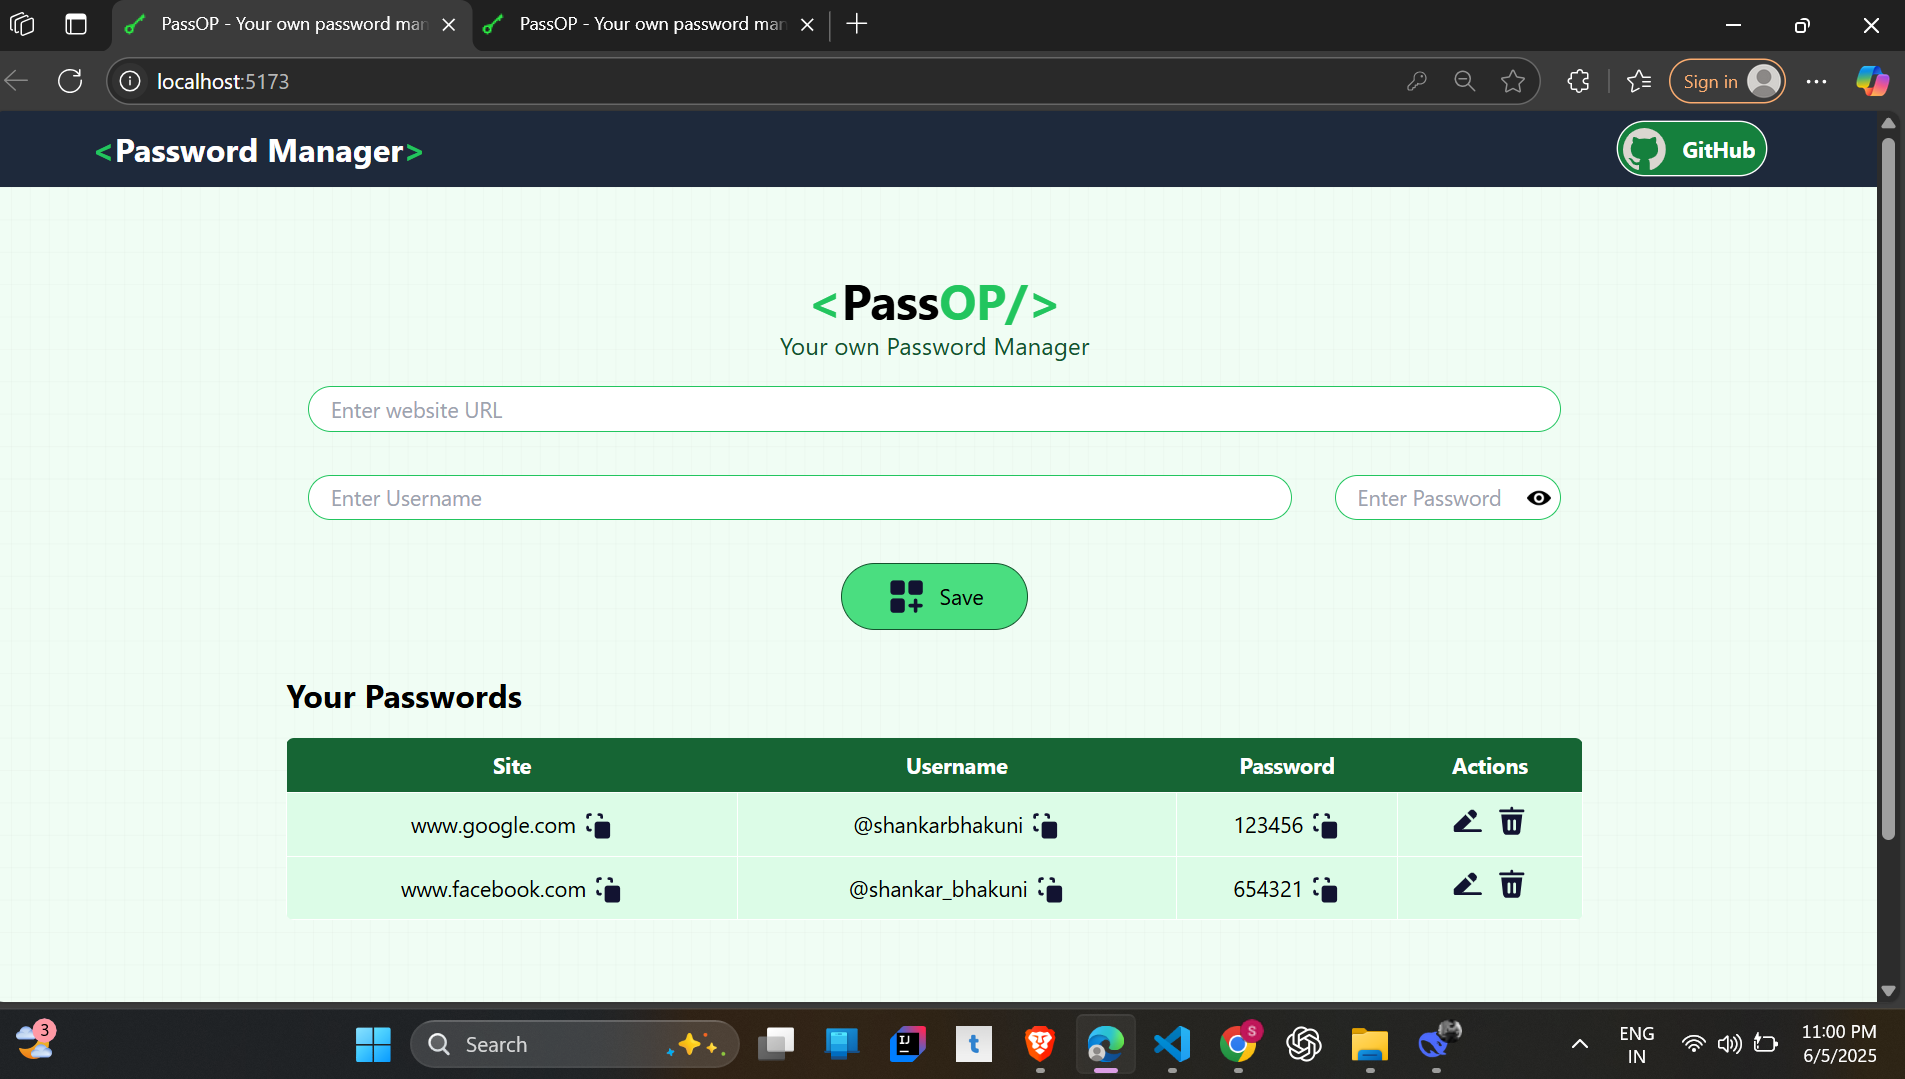 PassOP - Your own password man
PassOP - Your own password man
localhost:5173
Sign in
<Password Manager>
GitHub
<PassOP/>
Your own Password Manager
Enter website URL
Enter Username
Enter Password
Save
Your Passwords
Site Username Password Actions
www.google.com @shankarbhakuni 123456
www.facebook.com @shankar_bhakuni 654321
3
Search
IJ
t
S
ENG
IN
11:00 PM
6/5/2025